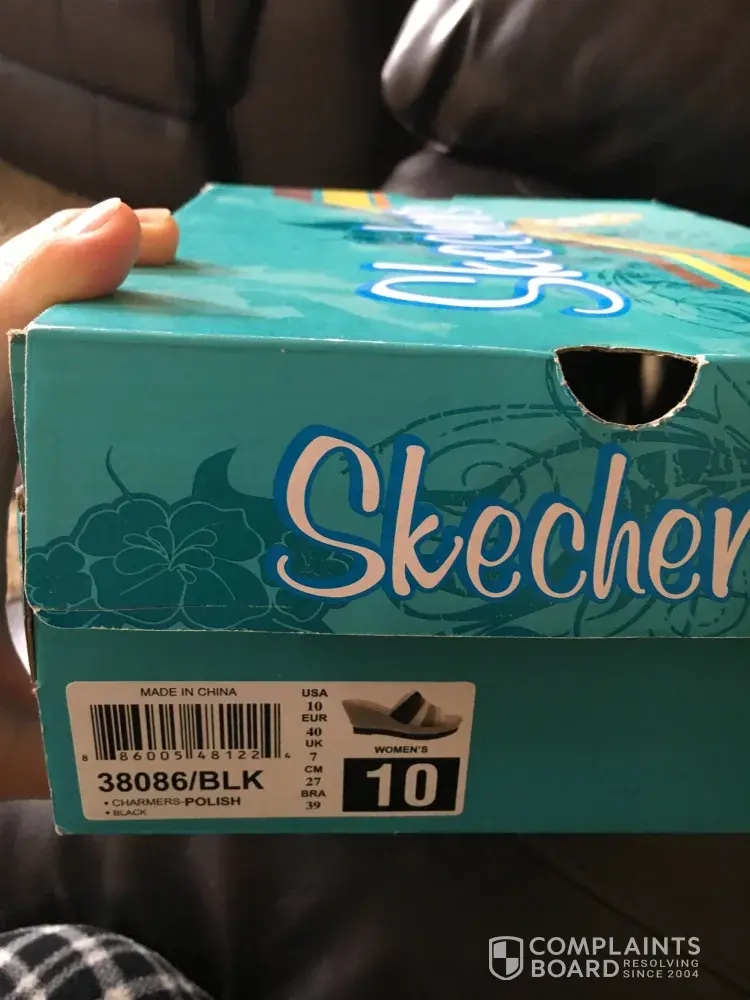 Skechers
Skecher
MADE IN CHINA
8 86005 48122 4
38086/BLK
• CHARMERS-POLISH
• BLACK
USA
10
EUR
40
UK
7
CM
27
BRA
39
WOMEN'S
10
COMPLAINTS
BOARD RESOLVING
SINCE 2004